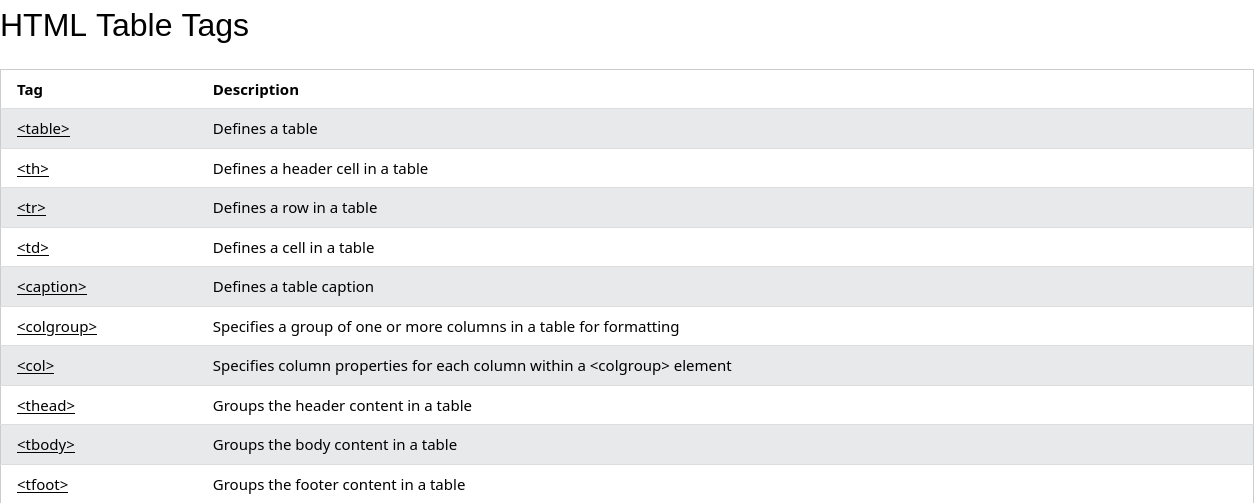 HTML Table Tags
Tag Description
<table> Defines a table
<th> Defines a header cell in a table
<tr> Defines a row in a table
<td> Defines a cell in a table
<caption> Defines a table caption
<colgroup> Specifies a group of one or more columns in a table for formatting
<col> Specifies column properties for each column within a <colgroup> element
<thead> Groups the header content in a table
<tbody> Groups the body content in a table
<tfoot> Groups the footer content in a table